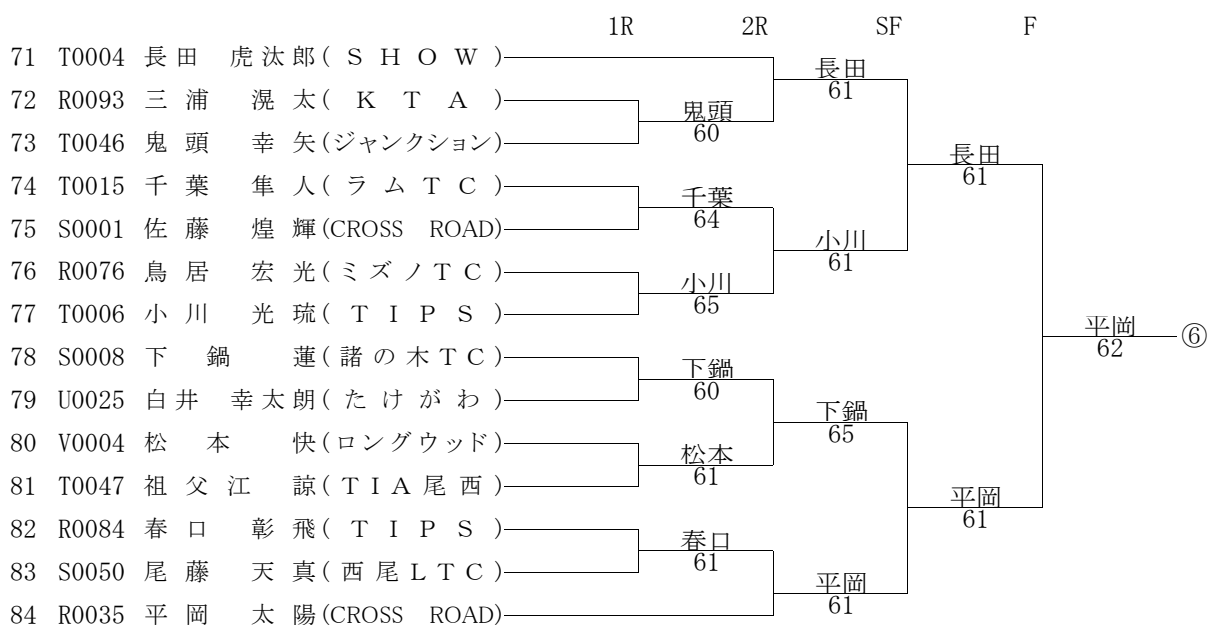 1R 2R SF F
71 T0004 長田 虎汰郎(ＳＨＯＷ)
長田
61
72 R0093 三浦 滉太(ＫＴＡ)
鬼頭
60
73 T0046 鬼頭 幸矢(ジャンクション)
長田
61
74 T0015 千葉 隼人(ラムＴＣ)
千葉
64
75 S0001 佐藤 煌輝(CROSS ROAD)
小川
61
76 R0076 鳥居 宏光(ミズノＴＣ)
小川
65
77 T0006 小川 光琉(ＴＩＰＳ)
平岡
62
⑥
78 S0008 下鍋 蓮(諸の木ＴＣ)
下鍋
60
79 U0025 白井 幸太朗(たけがわ)
下鍋
65
80 V0004 松本 快(ロングウッド)
松本
61
81 T0047 祖父江 諒(ＴＩＡ尾西)
平岡
61
82 R0084 春口 彰飛(ＴＩＰＳ)
春口
61
83 S0050 尾藤 天真(西尾ＬＴＣ)
平岡
61
84 R0035 平岡 太陽(CROSS ROAD)